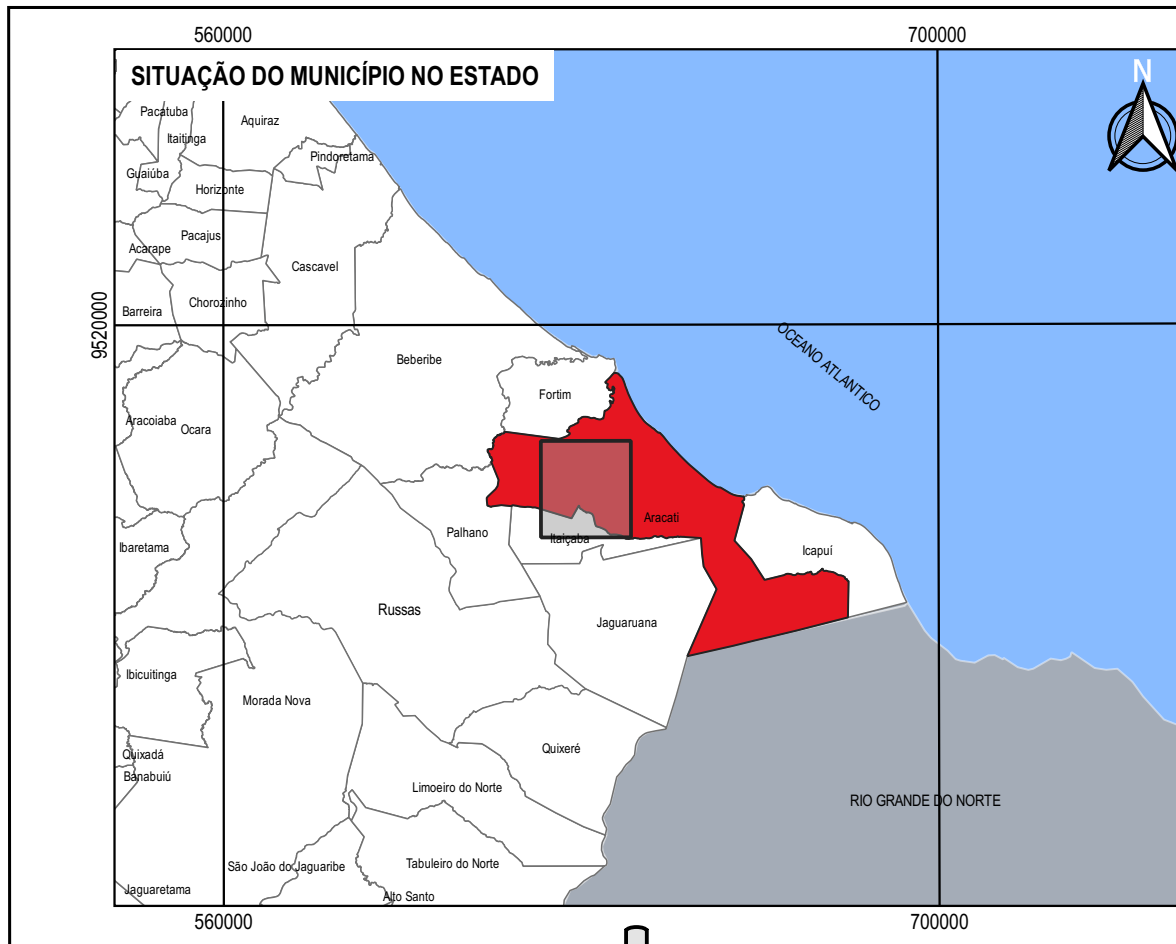 560000
700000
SITUAÇÃO DO MUNICÍPIO NO ESTADO
N
Pacatuba
Aquiraz
Itaitinga
Pindoretama
Guaiúba
Horizonte
Pacajus
Acarape
Cascavel
Chorozinho
Barreira
9520000
OCEANO ATLANTICO
Beberibe
Fortim
Aracoiaba
Ocara
Aracati
Palhano
Itaiçaba
Ibaretama
Icapuí
Russas
Jaguaruana
Ibicuitinga
Morada Nova
Quixeré
Quixadá
Banabuiú
Limoeiro do Norte
RIO GRANDE DO NORTE
São João do Jaguaribe
Tabuleiro do Norte
Jaguaretama
Alto Santo
560000
700000